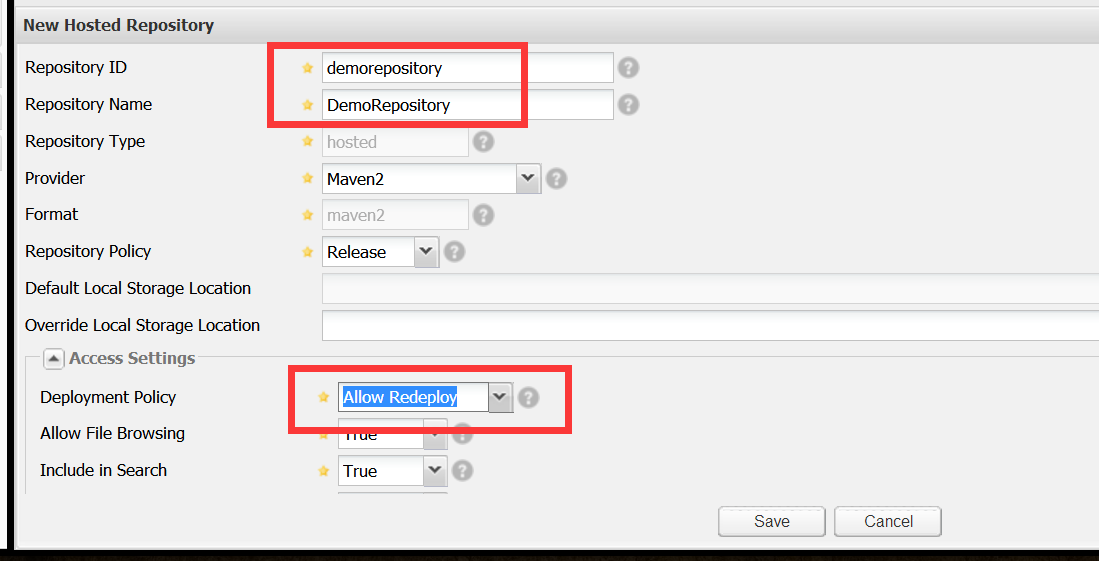 New Hosted Repository
Repository ID demorepository ?
Repository Name DemoRepository ?
Repository Type hosted ?
Provider Maven2 ?
Format maven2 ?
Repository Policy Release ?
Default Local Storage Location
Override Local Storage Location
Access Settings
Deployment Policy Allow Redeploy ?
Allow File Browsing True ?
Include in Search True ?
Save Cancel